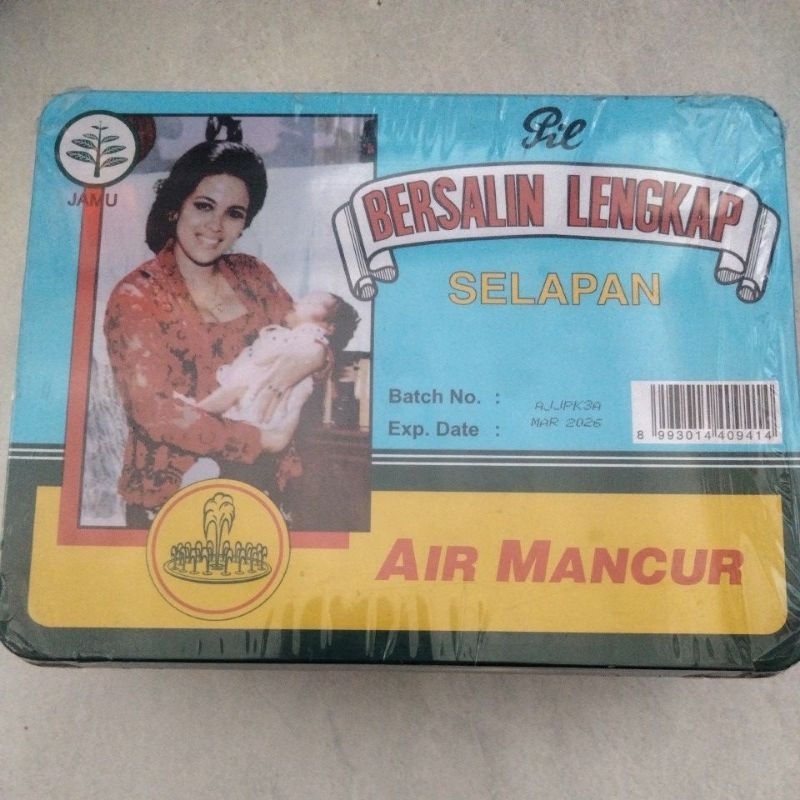 JAMU
Pil
BERSALIN LENGKAP
SELAPAN
Batch No. : AJJPK3A
Exp. Date : MAR 2026
8 993014 409414
AIR MANCUR